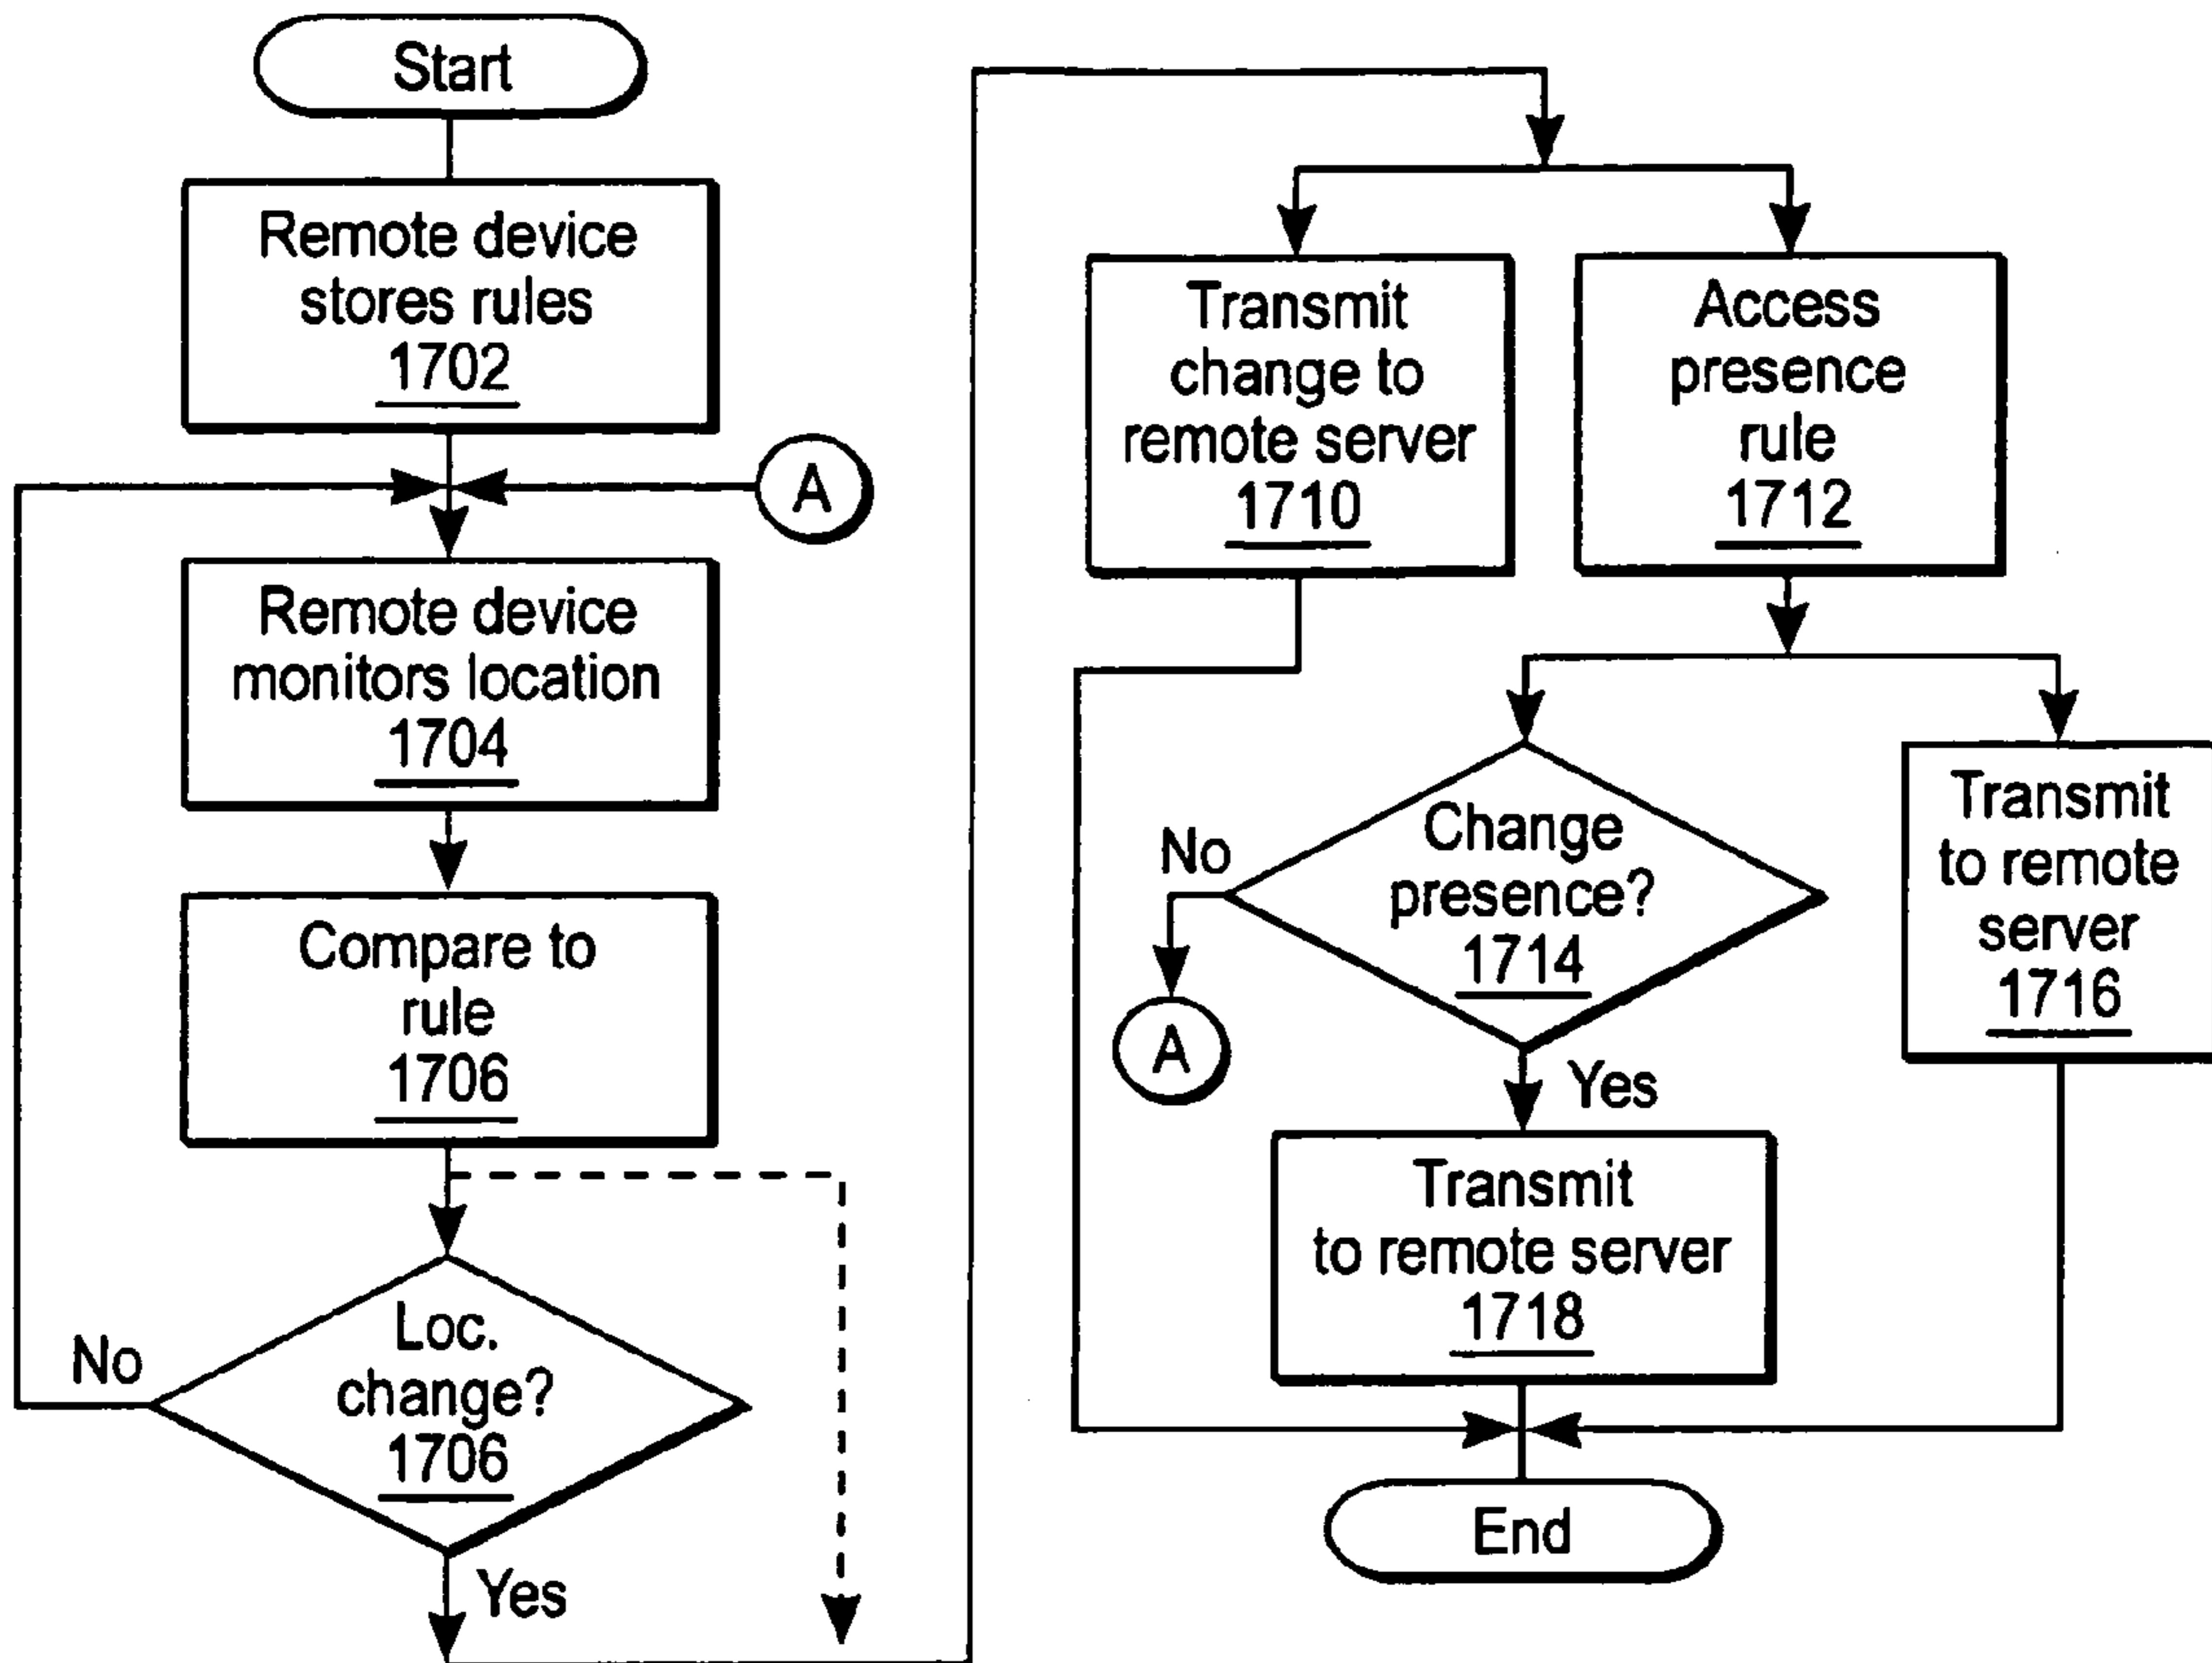 Start
Remote device
stores rules
1702
A
Remote device
monitors location
1704
Compare to
rule
1706
Loc.
change?
1706
No
Yes
Transmit
change to
remote server
1710
Access
presence
rule
1712
Change
presence?
1714
No
A
Yes
Transmit
to remote
server
1716
Transmit
to remote server
1718
End